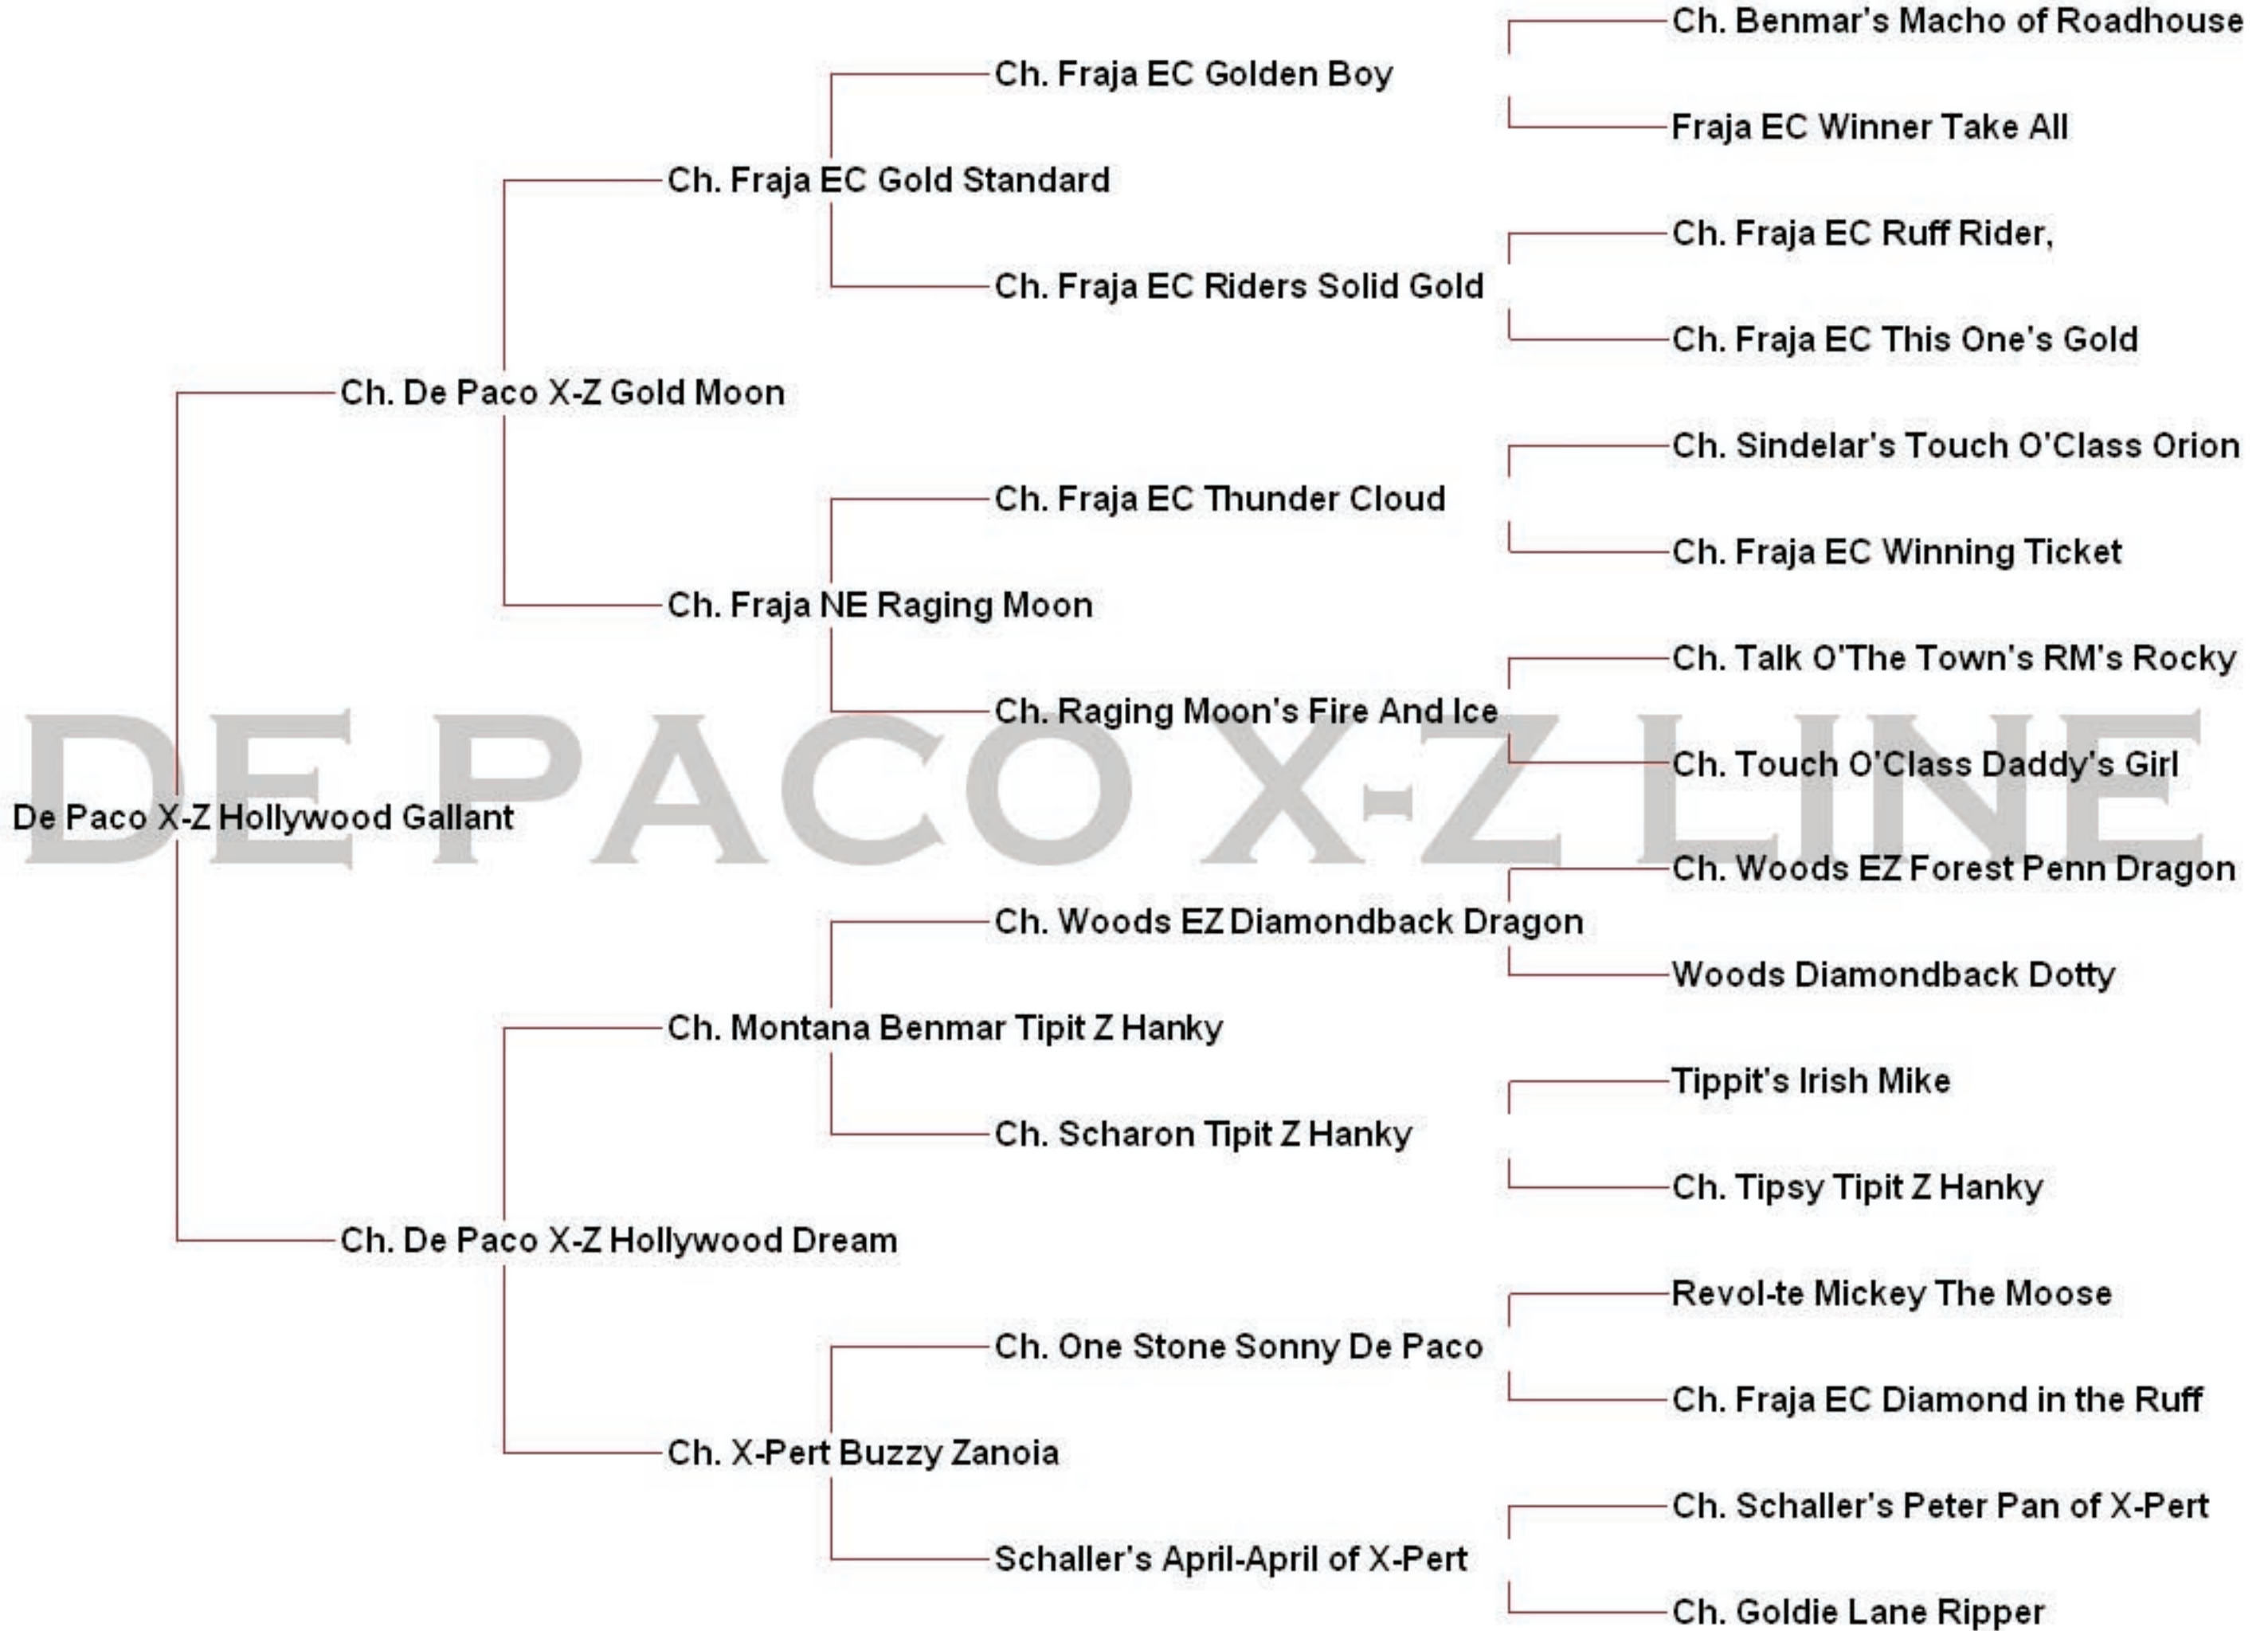 Ch. Benmar's Macho of Roadhouse
Ch. Fraja EC Golden Boy
Fraja EC Winner Take All
Ch. Fraja EC Gold Standard
Ch. Fraja EC Ruff Rider,
Ch. Fraja EC Riders Solid Gold
Ch. Fraja EC This One's Gold
Ch. De Paco X-Z Gold Moon
Ch. Sindelar's Touch O'Class Orion
Ch. Fraja EC Thunder Cloud
Ch. Fraja EC Winning Ticket
Ch. Fraja NE Raging Moon
Ch. Talk O'The Town's RM's Rocky
Ch. Raging Moon's Fire And Ice
Ch. Touch O'Class Daddy's Girl
DE PACO X-Z LINE
De Paco X-Z Hollywood Gallant
Ch. Woods EZ Forest Penn Dragon
Ch. Woods EZ Diamondback Dragon
Woods Diamondback Dotty
Ch. Montana Benmar Tipit Z Hanky
Tippit's Irish Mike
Ch. Scharon Tipit Z Hanky
Ch. Tipsy Tipit Z Hanky
Ch. De Paco X-Z Hollywood Dream
Revol-te Mickey The Moose
Ch. One Stone Sonny De Paco
Ch. Fraja EC Diamond in the Ruff
Ch. X-Pert Buzzy Zanoia
Ch. Schaller's Peter Pan of X-Pert
Schaller's April-April of X-Pert
Ch. Goldie Lane Ripper